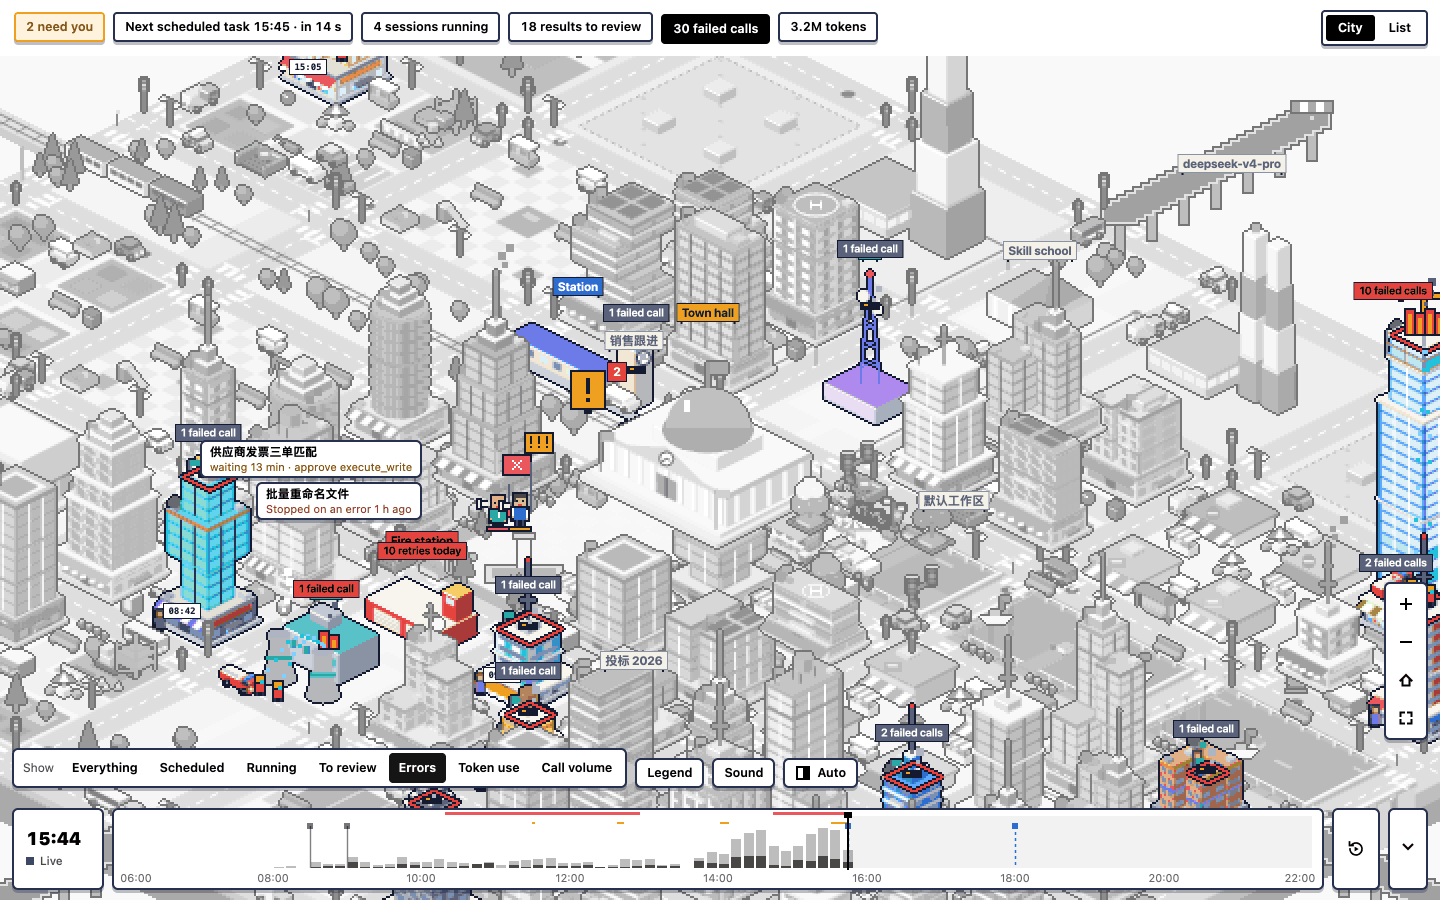 2 need you
Next scheduled task 15:45 · in 14 s
4 sessions running
18 results to review
30 failed calls
3.2M tokens
City
List
15:05
deepseek-v4-pro
1 failed call
Skill school
Station
10 failed calls
1 failed call
Town hall
销售跟进
2
!
1 failed call
!!!
供应商发票三单匹配
waiting 13 min · approve execute_write
批量重命名文件
Stopped on an error 1 h ago
默认工作区
Fire station
10 retries today
2 failed calls
1 failed call
1 failed call
08:42
投标 2026
1 failed call
2 failed calls
1 failed call
Show
Everything
Scheduled
Running
To review
Errors
Token use
Call volume
Legend
Sound
Auto
15:44
Live
06:00
08:00
10:00
11:00
12:00
14:00
16:00
18:00
20:00
22:00